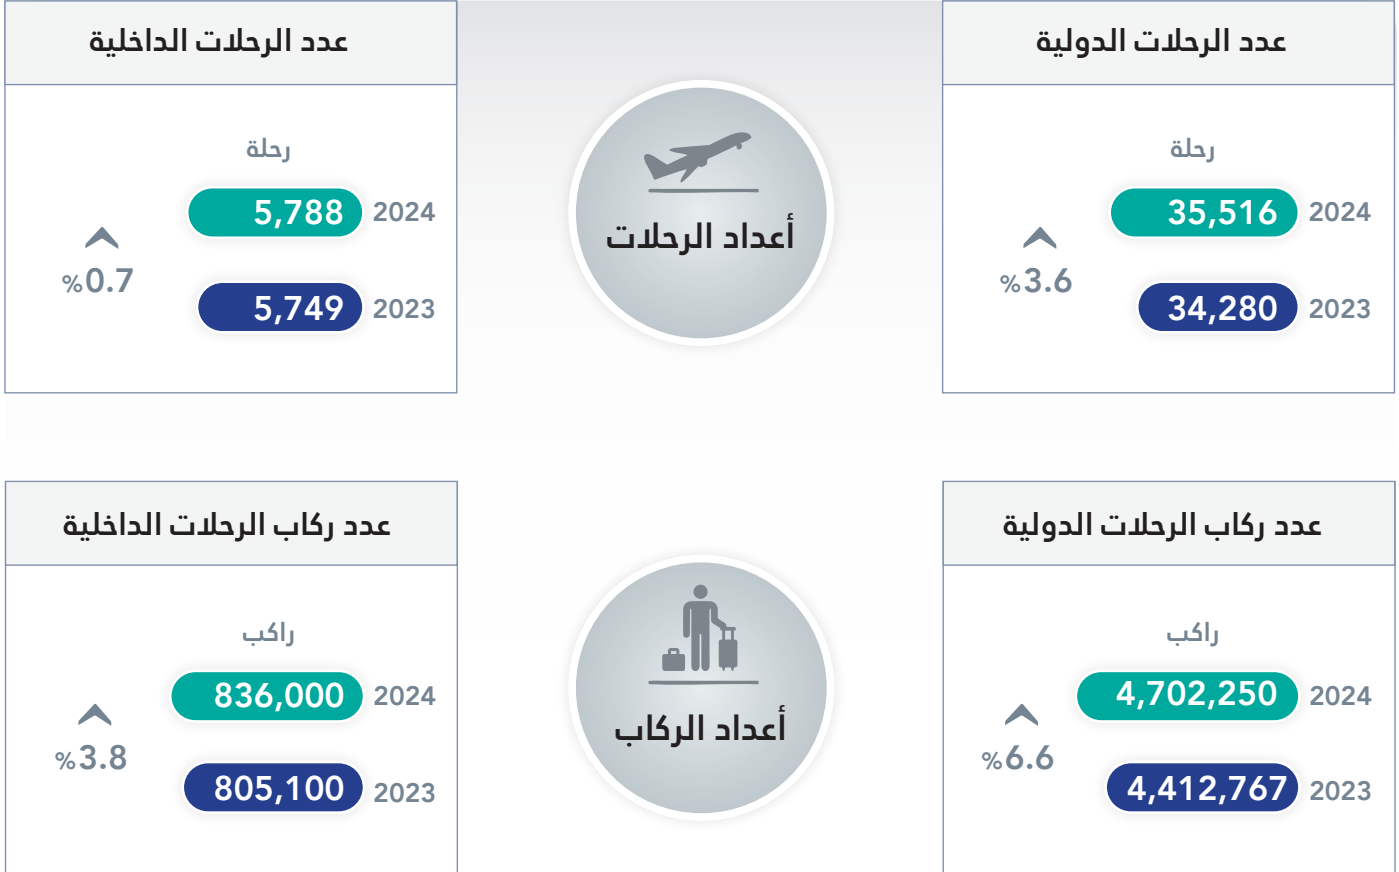 عدد الرحلات الدولية
رحلة
2024 35,516
2023 34,280
%3.6
أعداد الرحلات
عدد الرحلات الداخلية
رحلة
2024 5,788
2023 5,749
%0.7
عدد ركاب الرحلات الدولية
راكب
2024 4,702,250
2023 4,412,767
%6.6
أعداد الركاب
عدد ركاب الرحلات الداخلية
راكب
2024 836,000
2023 805,100
%3.8